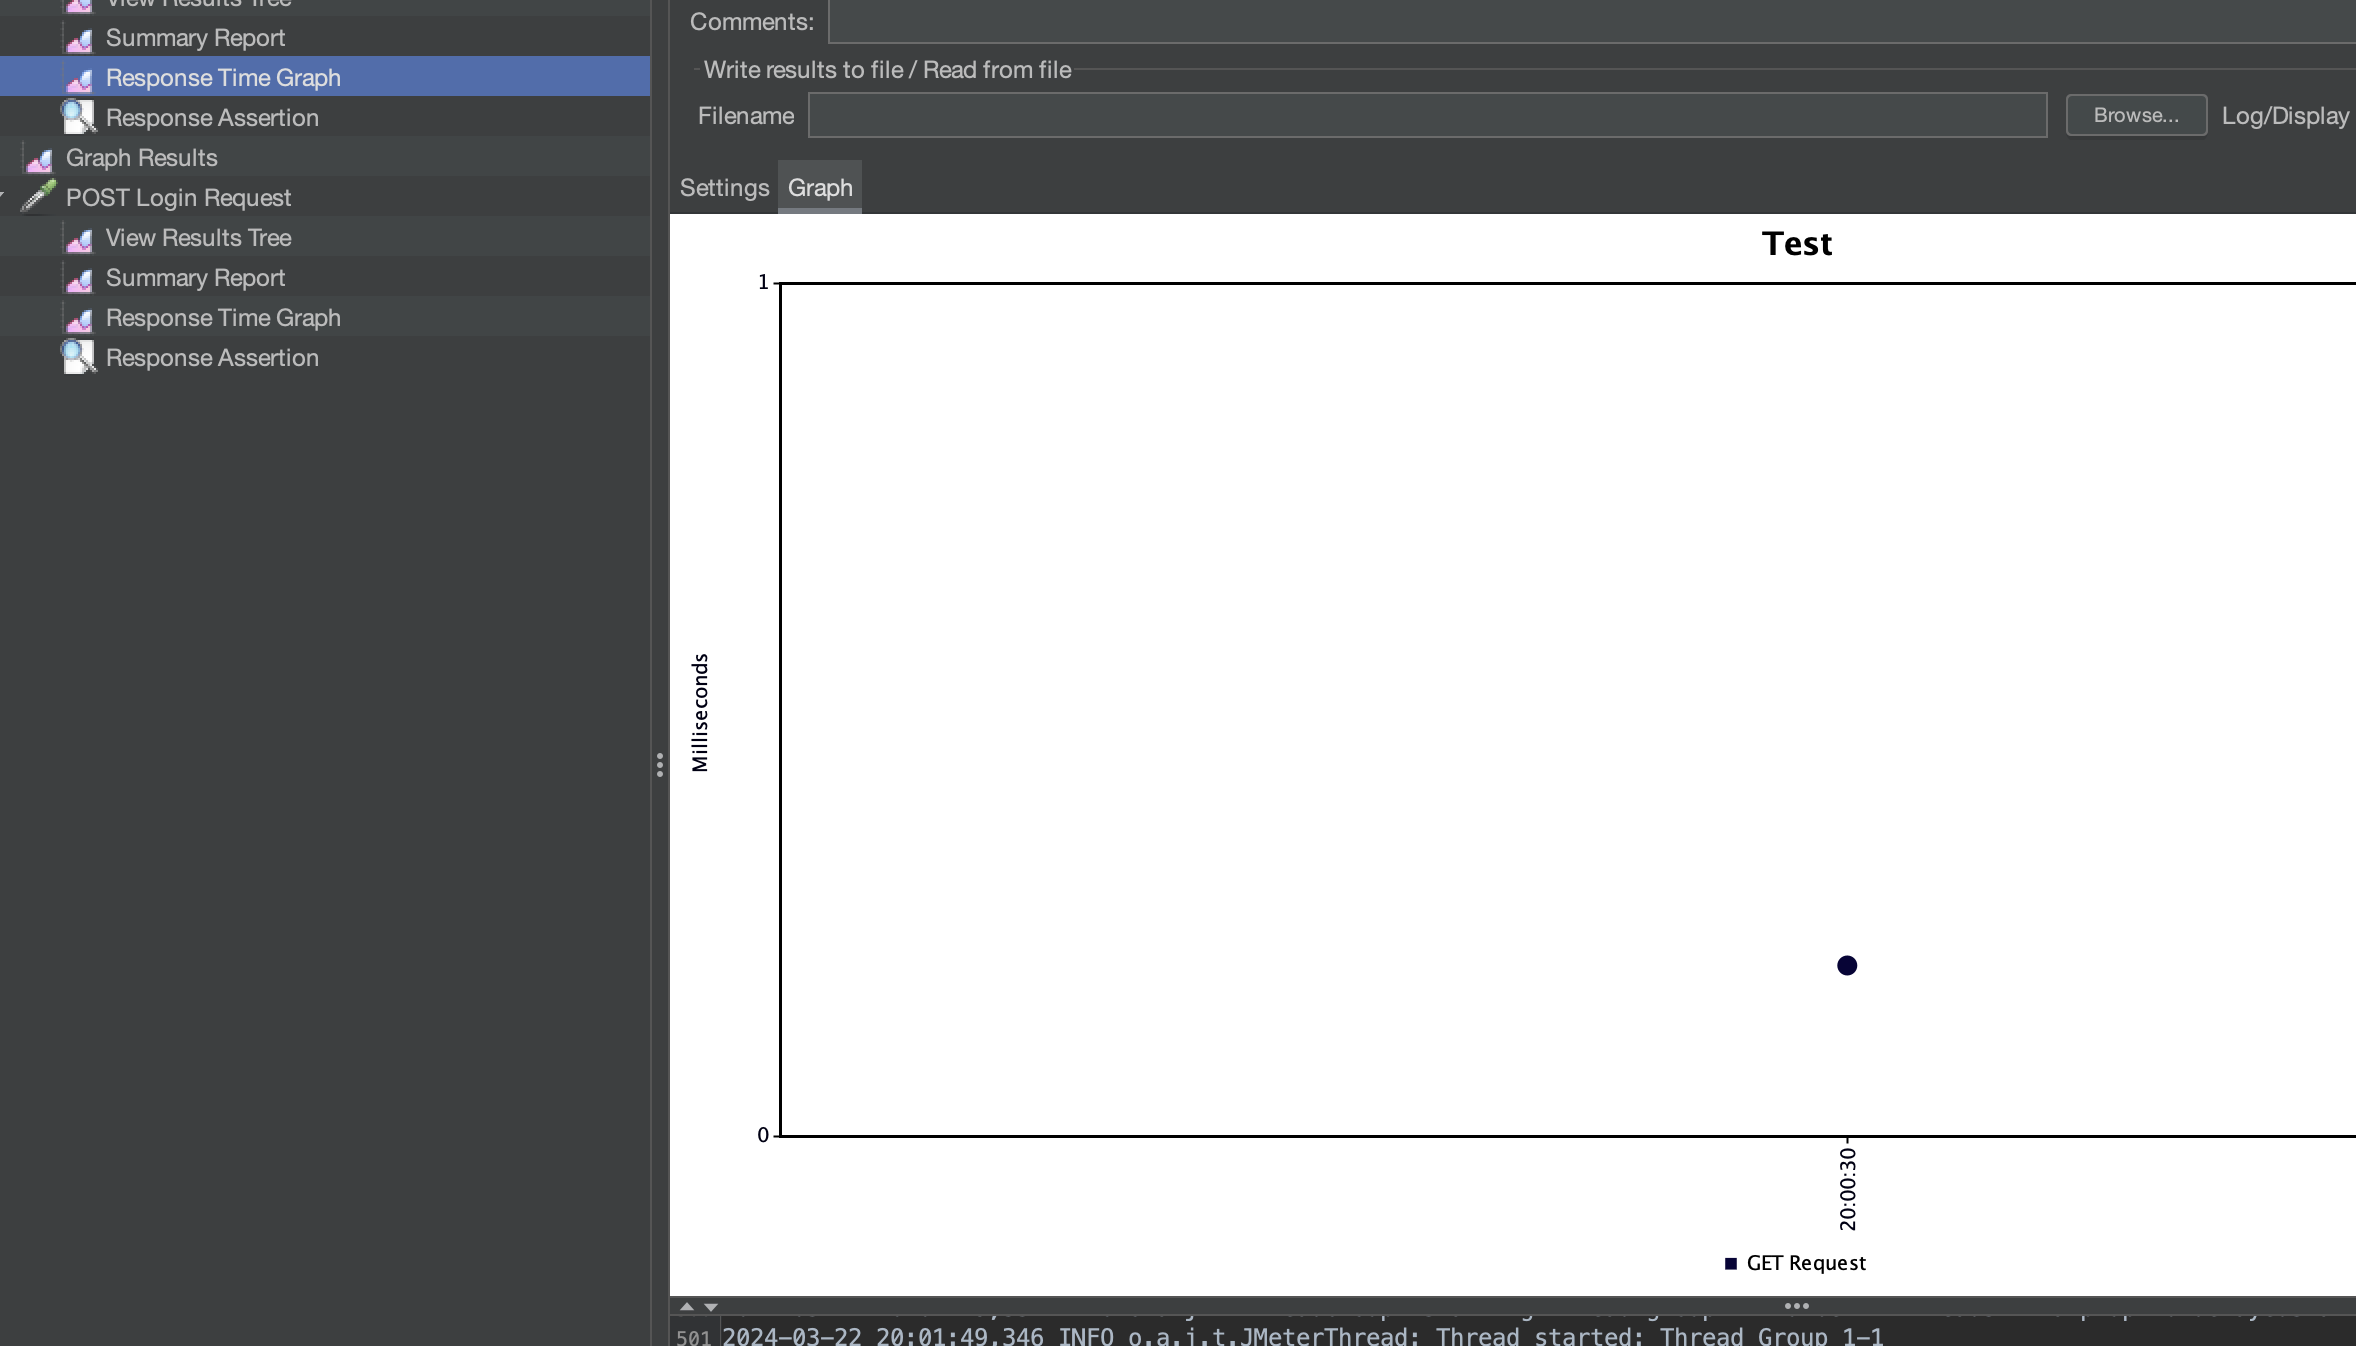 View Results Tree
Summary Report
Response Time Graph
Response Assertion
Graph Results
POST Login Request
View Results Tree
Summary Report
Response Time Graph
Response Assertion
Comments:
Write results to file / Read from file
Filename
Browse...
Log/Display
Settings
Graph
Test
1
Milliseconds
0
20:00:30
GET Request
501 2024-03-22 20:01:49,346 INFO o.a.j.t.JMeterThread: Thread started: Thread Group 1-1